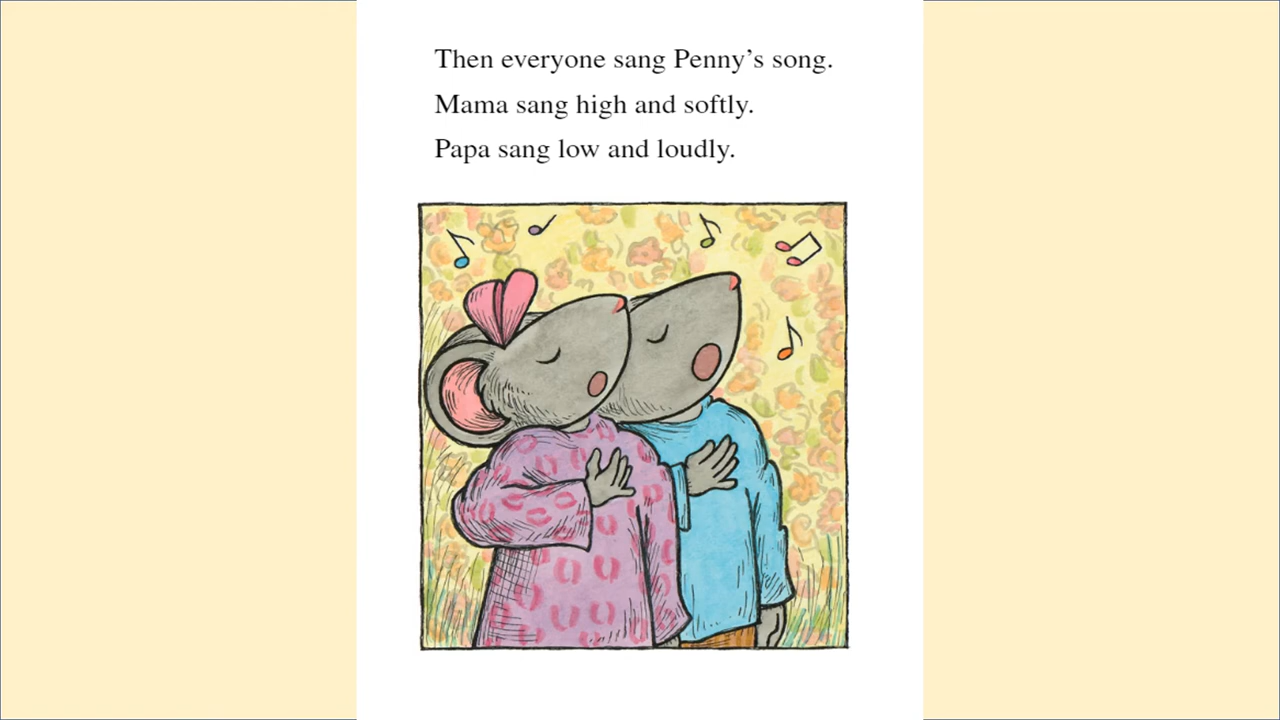 Then everyone sang Penny’s song.
Mama sang high and softly.
Papa sang low and loudly.